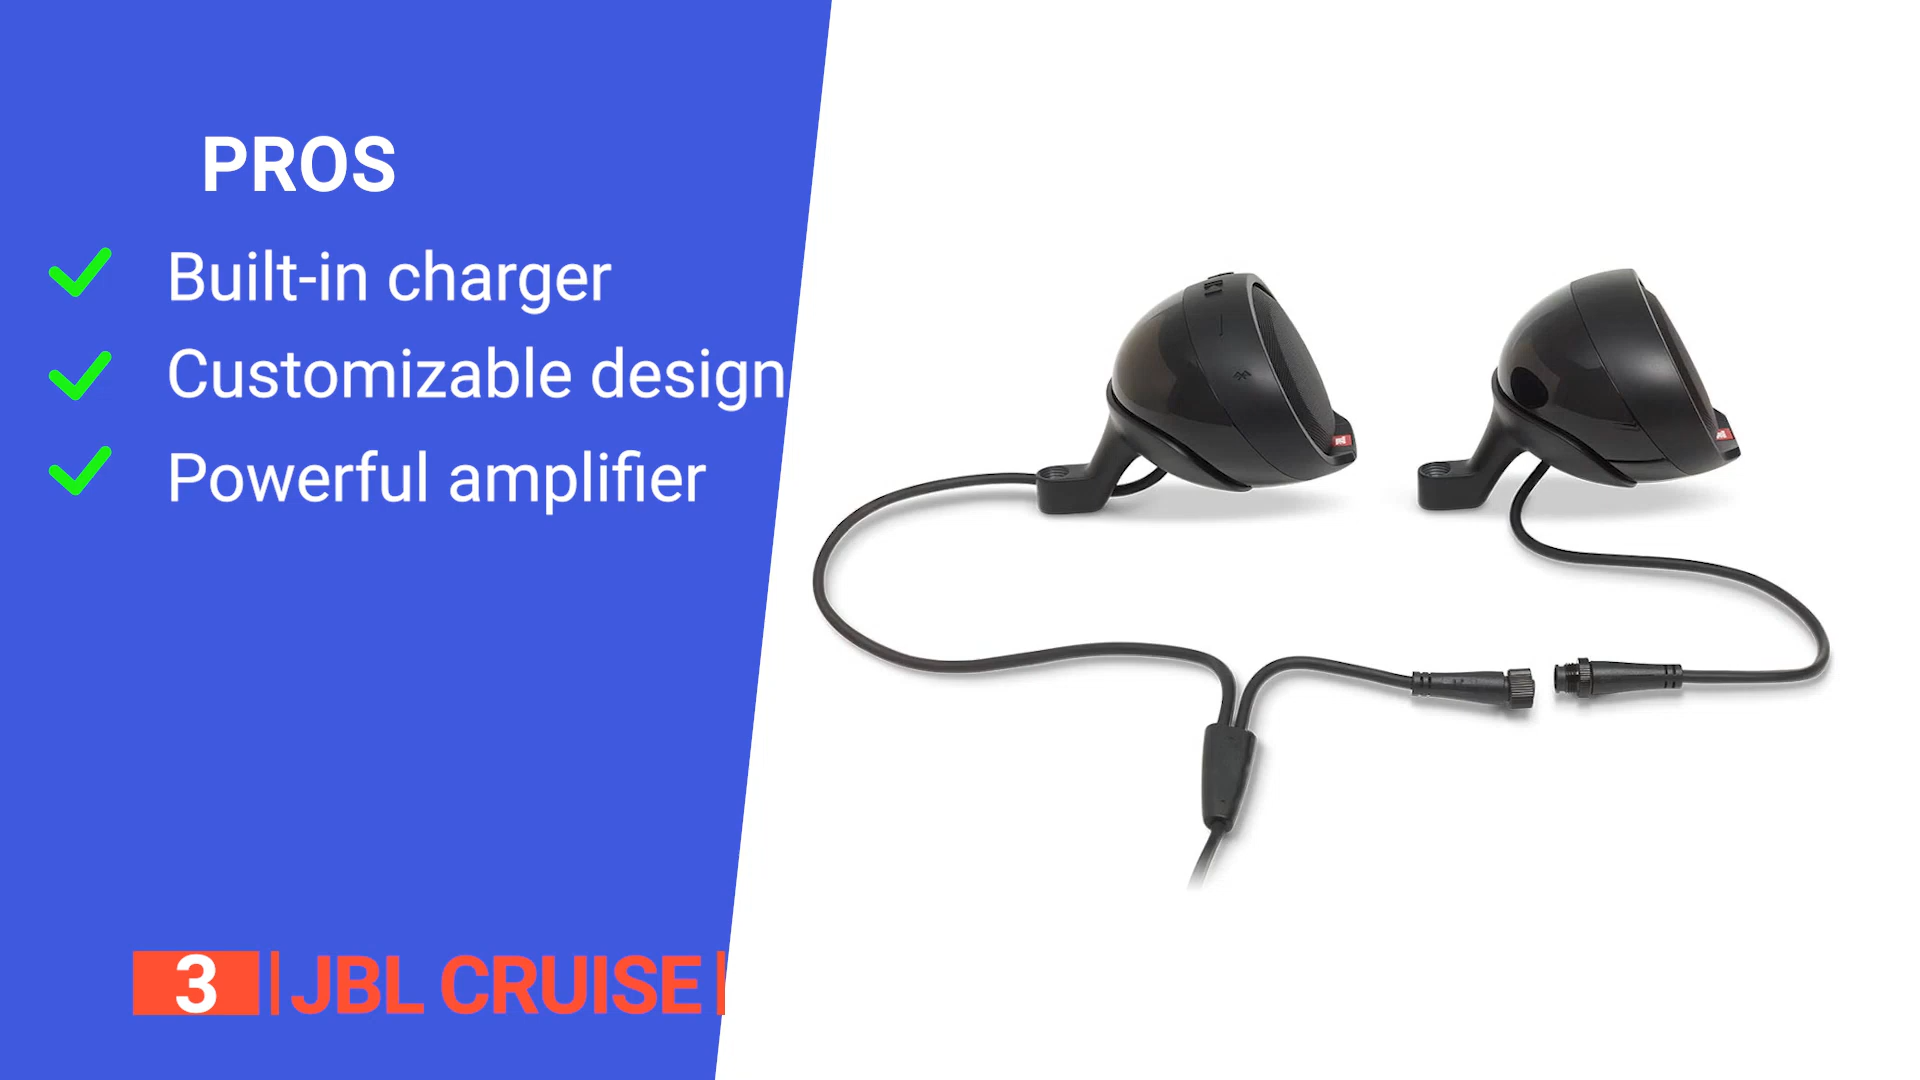 PROS
Built-in charger
Customizable design
Powerful amplifier
3 JBL CRUISE